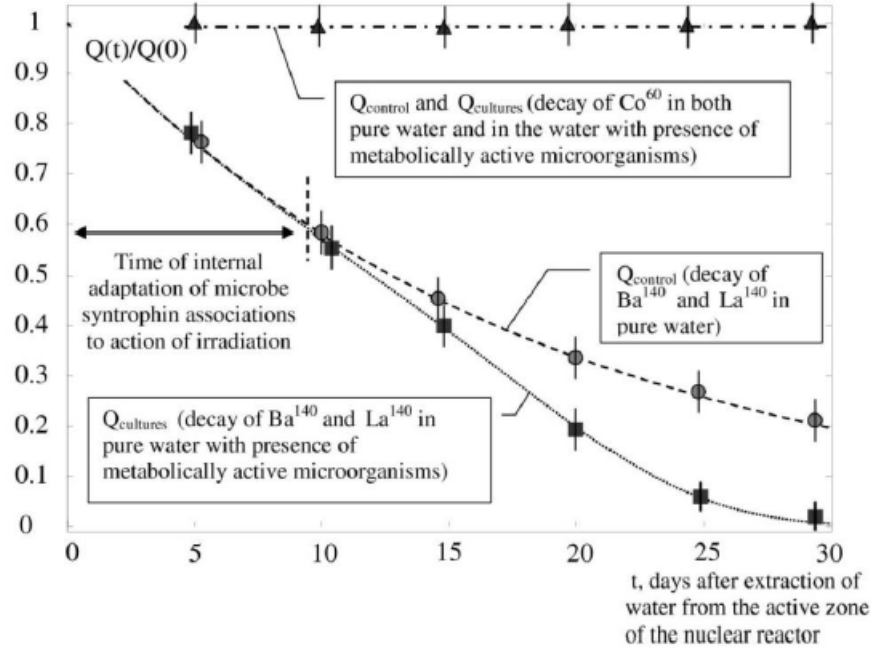 1
Q(t)/Q(0)
0.9
0.8
0.7
0.6
0.5
0.4
0.3
0.2
0.1
0
Qcontrol and Qcultures (decay of Co60 in both
pure water and in the water with presence of
metabolically active microorganisms)
Time of internal
adaptation of microbe
syntrophin associations
to action of irradiation
Qcontrol (decay of
Ba140 and La140 in
pure water)
Qcultures (decay of Ba140 and La140 in
pure water with presence of
metabolically active microorganisms)
0 5 10 15 20 25 30
t, days after extraction of
water from the active zone
of the nuclear reactor